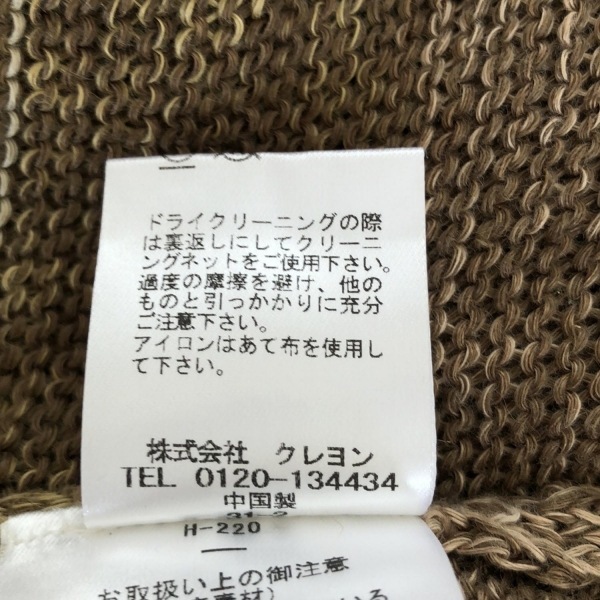 ドライクリーニングの際
は裏返しにしてクリーニ
ングネットをご使用下さい。
過度の摩擦を避け、他の
ものと引っかかりに充分
ご注意下さい。
アイロンはあて布を使用し
て下さい。
株式会社 クレヨン
TEL 0120-134434
中国製
H-220
お取扱い上の御注意